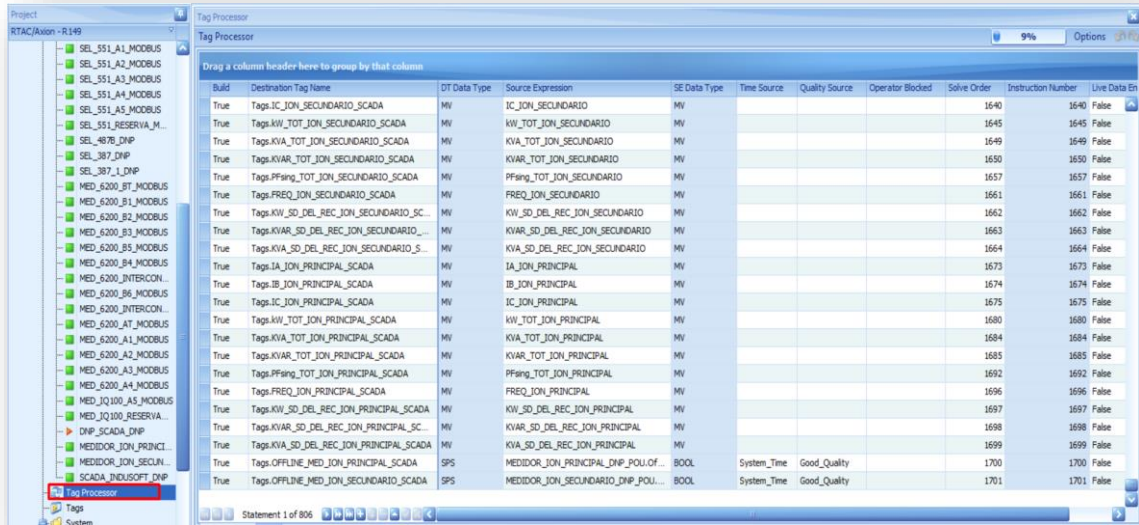 Project
RTAC/Axion - R149
SEL_551_A1_MODBUS
SEL_551_A2_MODBUS
SEL_551_A3_MODBUS
SEL_551_A4_MODBUS
SEL_551_A5_MODBUS
SEL_551_RESERVA_M...
SEL_487B_DNP
SEL_387_DNP
SEL_387_1_DNP
MED_6200_BT_MODBUS
MED_6200_B1_MODBUS
MED_6200_B2_MODBUS
MED_6200_B3_MODBUS
MED_6200_B5_MODBUS
MED_6200_B4_MODBUS
MED_6200_INTERCON...
MED_6200_B6_MODBUS
MED_6200_INTERCON...
MED_6200_AT_MODBUS
MED_6200_A1_MODBUS
MED_6200_A2_MODBUS
MED_6200_A3_MODBUS
MED_6200_A4_MODBUS
MED_IQ100_A5_MODBUS
MED_IQ100_RESERVA...
DNP_SCADA_DNP
MEDIDOR_ION_PRINCI...
MEDIDOR_ION_SECUN...
SCADA_INDUSOFT_DNP
Tag Processor
Tags
System
Tag Processor
Tag Processor 9% Options
Drag a column header here to group by that column
Build Destination Tag Name DT Data Type Source Expression SE Data Type Time Source Quality Source Operator Blocked Solve Order Instruction Number Live Data En
True Tags.IC_ION_SECUNDARIO_SCADA MV IC_ION_SECUNDARIO MV 1640 1640 False
True Tags.kW_TOT_ION_SECUNDARIO_SCADA MV kW_TOT_ION_SECUNDARIO MV 1645 1645 False
True Tags.KVA_TOT_ION_SECUNDARIO_SCADA MV KVA_TOT_ION_SECUNDARIO MV 1649 1649 False
True Tags.KVAR_TOT_ION_SECUNDARIO_SCADA MV KVAR_TOT_ION_SECUNDARIO MV 1650 1650 False
True Tags.PFsing_TOT_ION_SECUNDARIO_SCADA MV PFsing_TOT_ION_SECUNDARIO MV 1657 1657 False
True Tags.FREQ_ION_SECUNDARIO_SCADA MV FREQ_ION_SECUNDARIO MV 1661 1661 False
True Tags.KW_SD_DEL_REC_ION_SECUNDARIO_SC... MV KW_SD_DEL_REC_ION_SECUNDARIO MV 1662 1662 False
True Tags.KVAR_SD_DEL_REC_ION_SECUNDARIO_... MV KVAR_SD_DEL_REC_ION_SECUNDARIO MV 1663 1663 False
True Tags.KVA_SD_DEL_REC_ION_SECUNDARIO_S... MV KVA_SD_DEL_REC_ION_SECUNDARIO MV 1664 1664 False
True Tags.IA_ION_PRINCIPAL_SCADA MV IA_ION_PRINCIPAL MV 1673 1673 False
True Tags.IB_ION_PRINCIPAL_SCADA MV IB_ION_PRINCIPAL MV 1674 1674 False
True Tags.IC_ION_PRINCIPAL_SCADA MV IC_ION_PRINCIPAL MV 1675 1675 False
True Tags.kW_TOT_ION_PRINCIPAL_SCADA MV kW_TOT_ION_PRINCIPAL MV 1680 1680 False
True Tags.KVA_TOT_ION_PRINCIPAL_SCADA MV KVA_TOT_ION_PRINCIPAL MV 1684 1684 False
True Tags.KVAR_TOT_ION_PRINCIPAL_SCADA MV KVAR_TOT_ION_PRINCIPAL MV 1685 1685 False
True Tags.PFsing_TOT_ION_PRINCIPAL_SCADA MV PFsing_TOT_ION_PRINCIPAL MV 1692 1692 False
True Tags.FREQ_ION_PRINCIPAL_SCADA MV FREQ_ION_PRINCIPAL MV 1696 1696 False
True Tags.KW_SD_DEL_REC_ION_PRINCIPAL_SCADA MV KW_SD_DEL_REC_ION_PRINCIPAL MV 1697 1697 False
True Tags.KVAR_SD_DEL_REC_ION_PRINCIPAL_SC... MV KVAR_SD_DEL_REC_ION_PRINCIPAL MV 1698 1698 False
True Tags.KVA_SD_DEL_REC_ION_PRINCIPAL_SCADA MV KVA_SD_DEL_REC_ION_PRINCIPAL MV 1699 1699 False
True Tags.OFFLINE_MED_ION_PRINCIPAL_SCADA SPS MEDIDOR_ION_PRINCIPAL_DNP_POU.Of... BOOL System_Time Good_Quality 1700 1700 False
True Tags.OFFLINE_MED_ION_SECUNDARIO_SCADA SPS MEDIDOR_ION_SECUNDARIO_DNP_POU.... BOOL System_Time Good_Quality 1701 1701 False
Statement 1 of 806